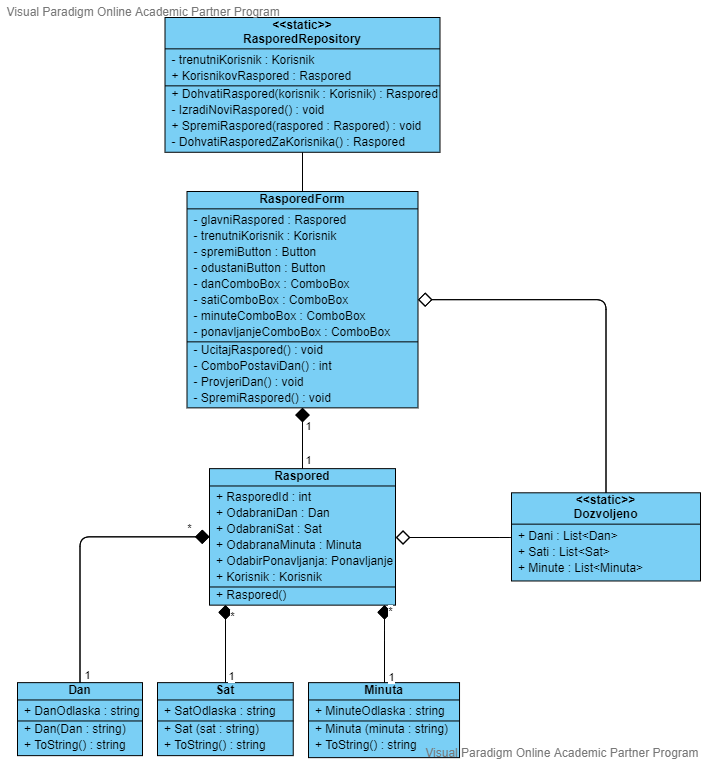 Visual Paradigm Online Academic Partner Program
<<static>>
RasporedRepository
- trenutniKorisnik : Korisnik
+ KorisnikovRaspored : Raspored
+ DohvatiRaspored(korisnik : Korisnik) : Raspored
- IzradiNoviRaspored() : void
+ SpremiRaspored(raspored : Raspored) : void
- DohvatiRasporedZaKorisnika() : Raspored
RasporedForm
- glavniRaspored : Raspored
- trenutniKorisnik : Korisnik
- spremiButton : Button
- odustaniButton : Button
- danComboBox : ComboBox
- satiComboBox : ComboBox
- minuteComboBox : ComboBox
- ponavljanjeComboBox : ComboBox
- UcitajRaspored() : void
- ComboPostaviDan() : int
- ProvjeriDan() : void
- SpremiRaspored() : void
1
1
Raspored
+ RasporedId : int
+ OdabraniDan : Dan
+ OdabraniSat : Sat
+ OdabranaMinuta : Minuta
+ OdabirPonavljanja: Ponavljanje
+ Korisnik : Korisnik
+ Raspored()
<<static>>
Dozvoljeno
+ Dani : List<Dan>
+ Sati : List<Sat>
+ Minute : List<Minuta>
*
*
*
1
1
1
Dan
+ DanOdlaska : string
+ Dan(Dan : string)
+ ToString() : string
Sat
+ SatOdlaska : string
+ Sat (sat : string)
+ ToString() : string
Minuta
+ MinuteOdlaska : string
+ Minuta (minuta : string)
+ ToString() : string
Visual Paradigm Online Academic Partner Program